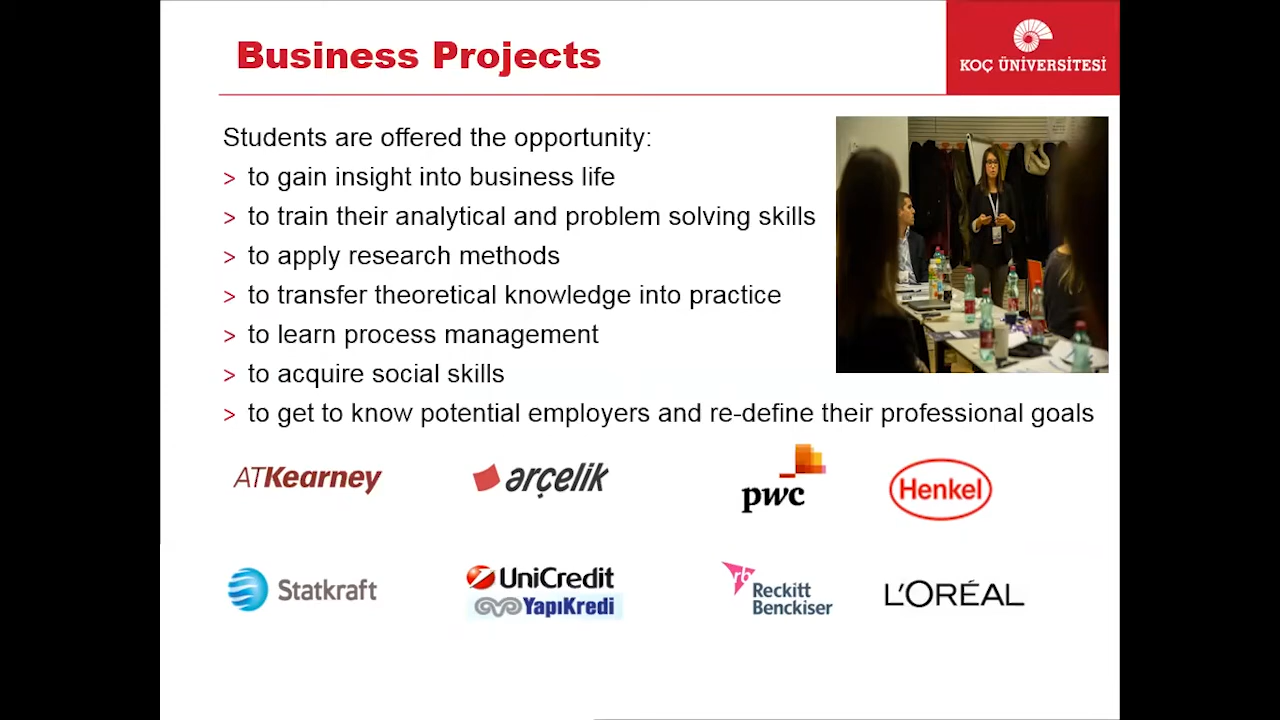 Business Projects
KOÇ ÜNİVERSİTESİ
Students are offered the opportunity:
> to gain insight into business life
> to train their analytical and problem solving skills
> to apply research methods
> to transfer theoretical knowledge into practice
> to learn process management
> to acquire social skills
> to get to know potential employers and re-define their professional goals
ATKearney
arçelik
pwc
Henkel
Statkraft
UniCredit
YapıKredi
rb
Reckitt
Benckiser
L'ORÉAL